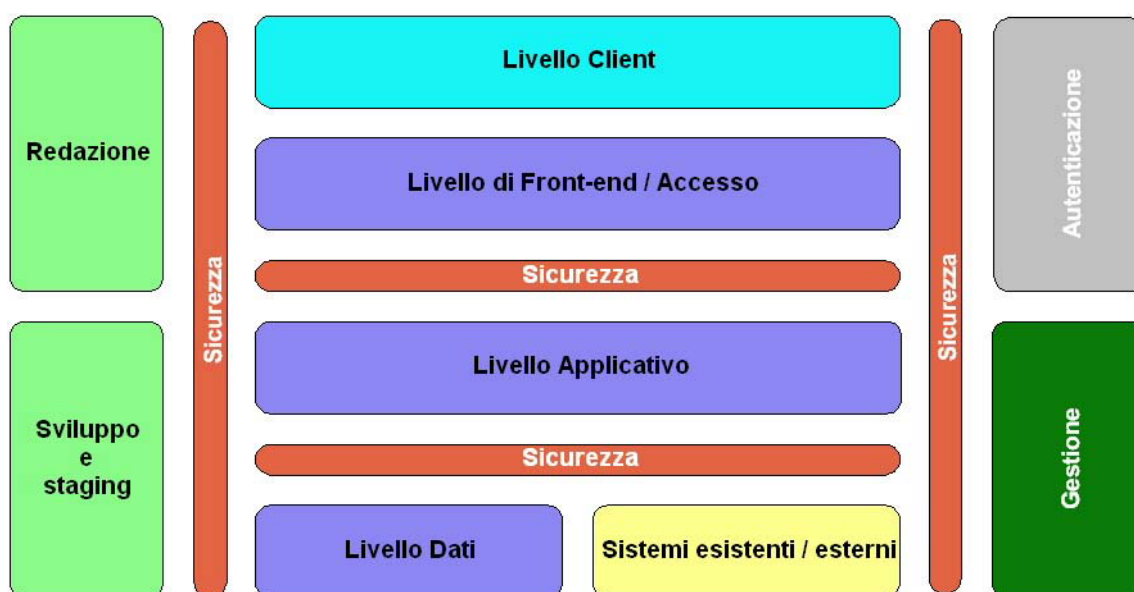 Redazione
Sviluppo
e
staging
Sicurezza
Livello Client
Livello di Front-end / Accesso
Sicurezza
Livello Applicativo
Sicurezza
Livello Dati
Sistemi esistenti / esterni
Sicurezza
Autenticazione
Gestione